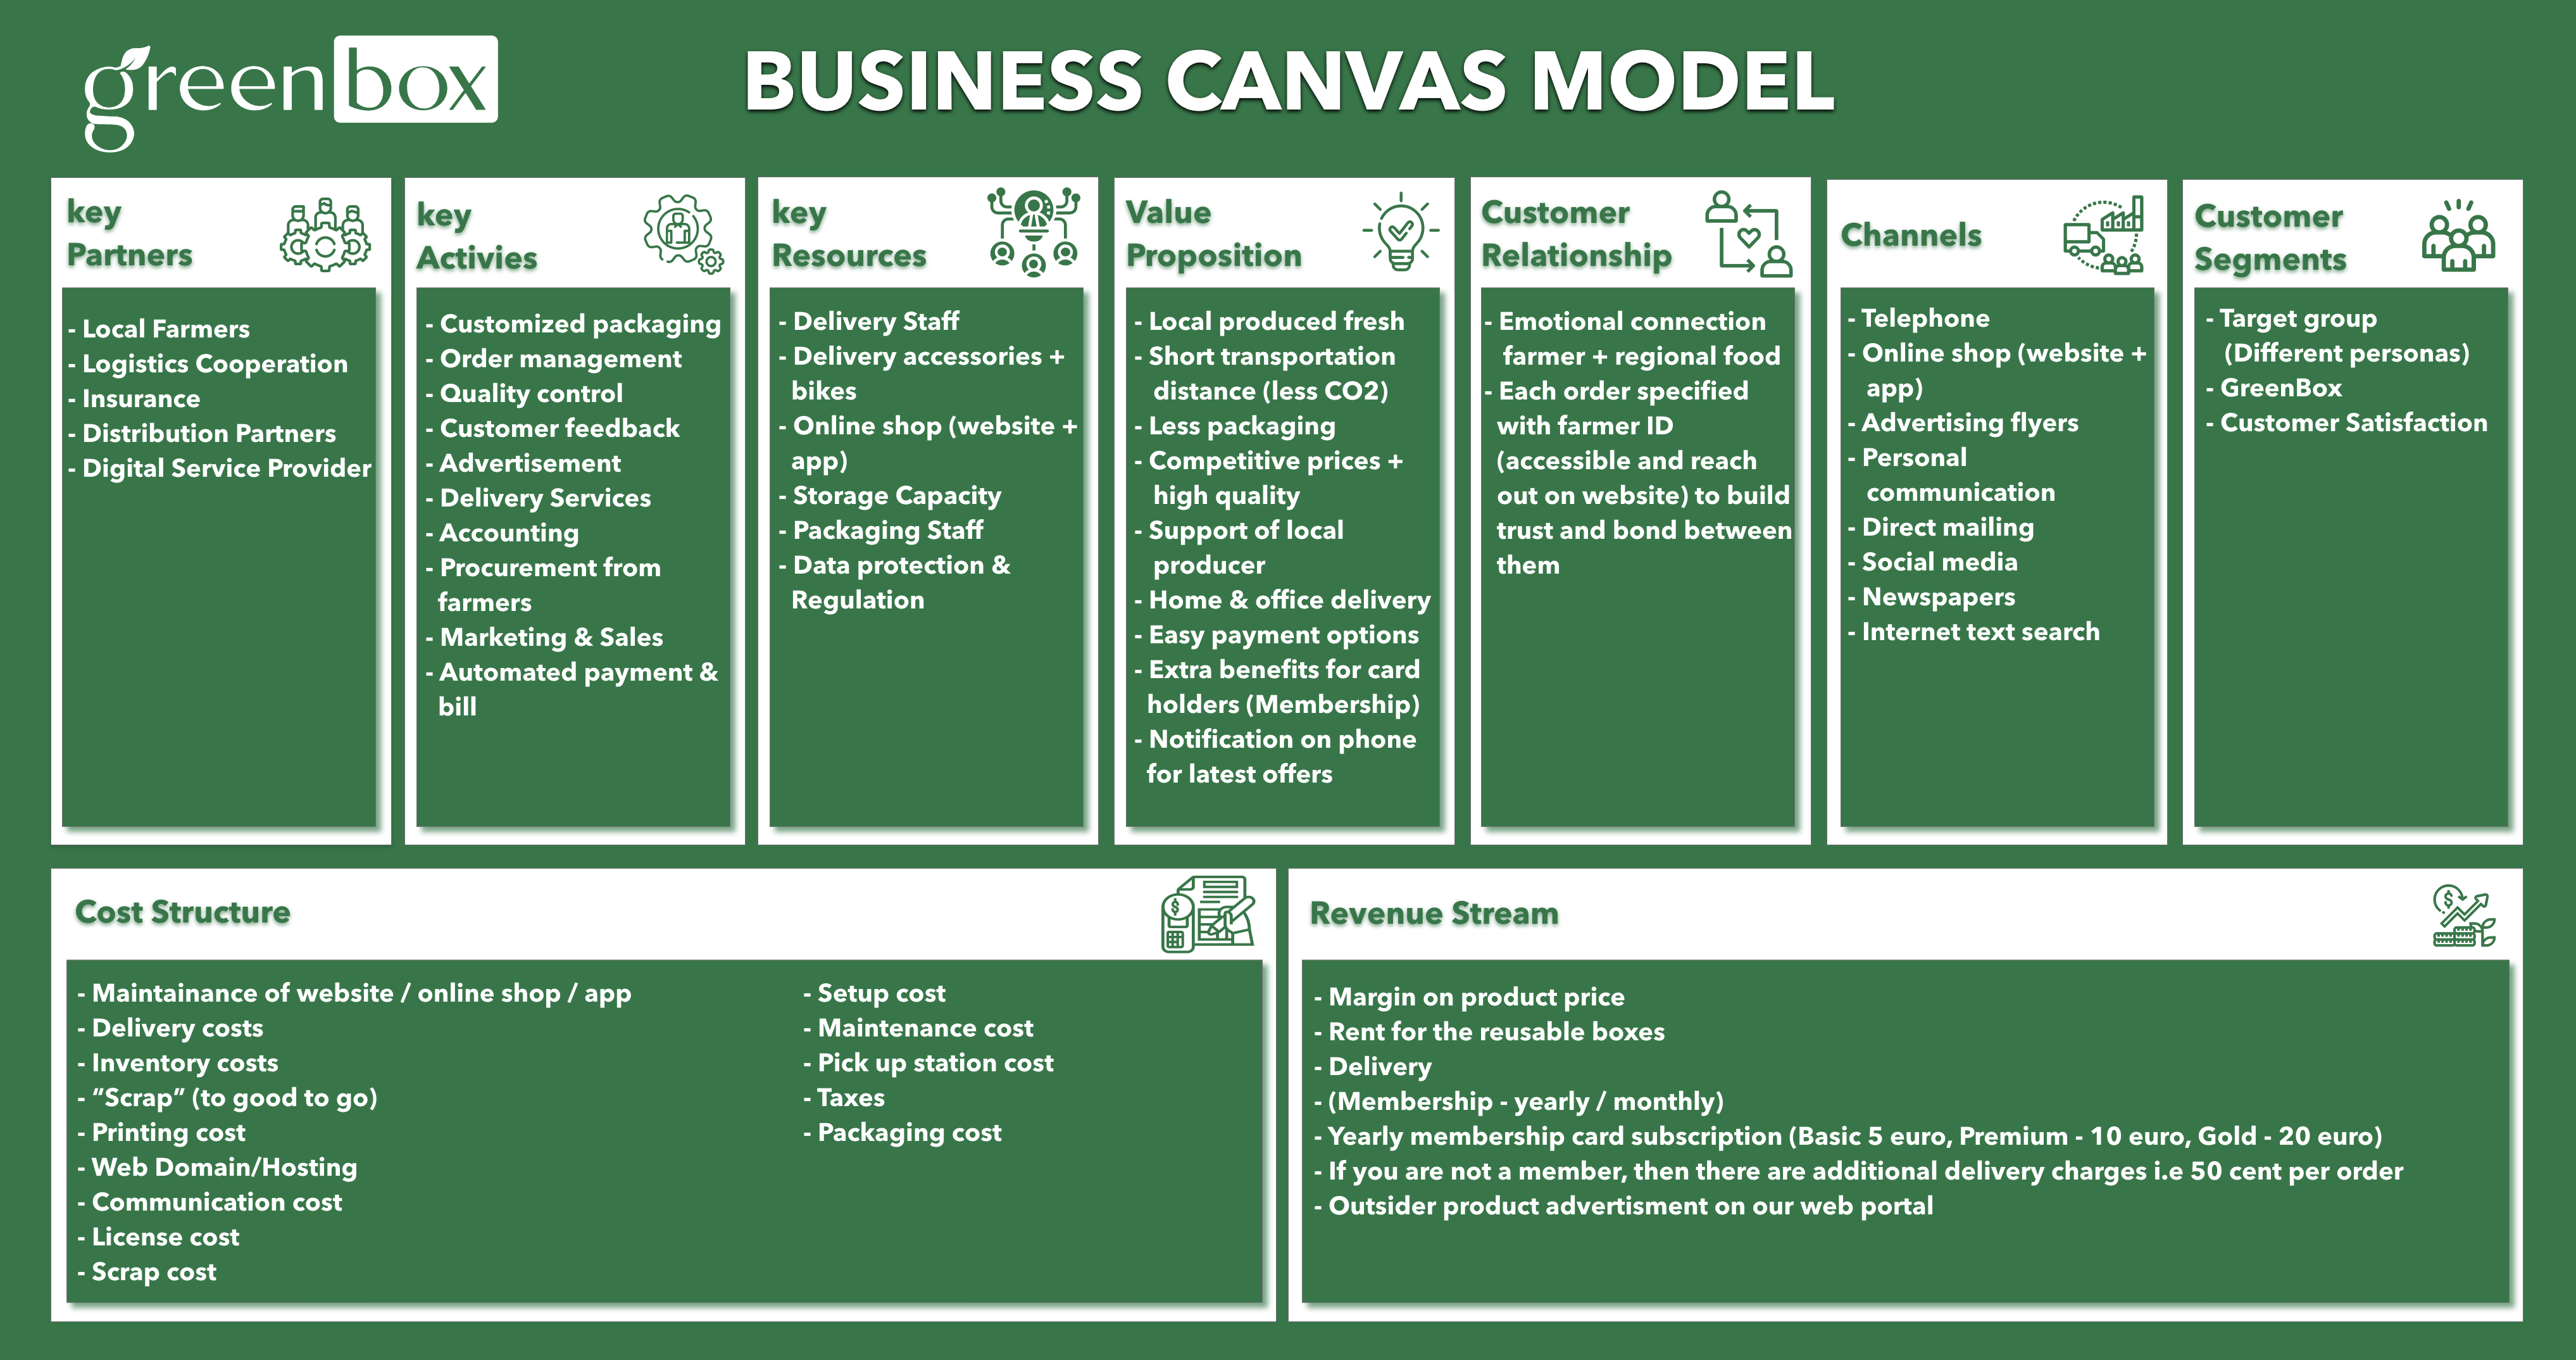 greenbox
BUSINESS CANVAS MODEL
key
Partners
- Local Farmers
- Logistics Cooperation
- Insurance
- Distribution Partners
- Digital Service Provider
key
Activies
- Customized packaging
- Order management
- Quality control
- Customer feedback
- Advertisement
- Delivery Services
- Accounting
- Procurement from
farmers
- Marketing & Sales
- Automated payment &
bill
key
Resources
- Delivery Staff
- Delivery accessories +
bikes
- Online shop (website +
app)
- Storage Capacity
- Packaging Staff
- Data protection &
Regulation
Value
Proposition
- Local produced fresh
- Short transportation
distance (less CO2)
- Less packaging
- Competitive prices +
high quality
- Support of local
producer
- Home & office delivery
- Easy payment options
- Extra benefits for card
holders (Membership)
- Notification on phone
for latest offers
Customer
Relationship
- Emotional connection
farmer + regional food
- Each order specified
with farmer ID
(accessible and reach
out on website) to build
trust and bond between
them
Channels
- Telephone
- Online shop (website +
app)
- Advertising flyers
- Personal
communication
- Direct mailing
- Social media
- Newspapers
- Internet text search
Customer
Segments
- Target group
(Different personas)
- GreenBox
- Customer Satisfaction
Cost Structure
- Maintainance of website / online shop / app
- Delivery costs
- Inventory costs
- “Scrap” (to good to go)
- Printing cost
- Web Domain/Hosting
- Communication cost
- License cost
- Scrap cost
- Setup cost
- Maintenance cost
- Pick up station cost
- Taxes
- Packaging cost
Revenue Stream
- Margin on product price
- Rent for the reusable boxes
- Delivery
- (Membership - yearly / monthly)
- Yearly membership card subscription (Basic 5 euro, Premium - 10 euro, Gold - 20 euro)
- If you are not a member, then there are additional delivery charges i.e 50 cent per order
- Outsider product advertisment on our web portal